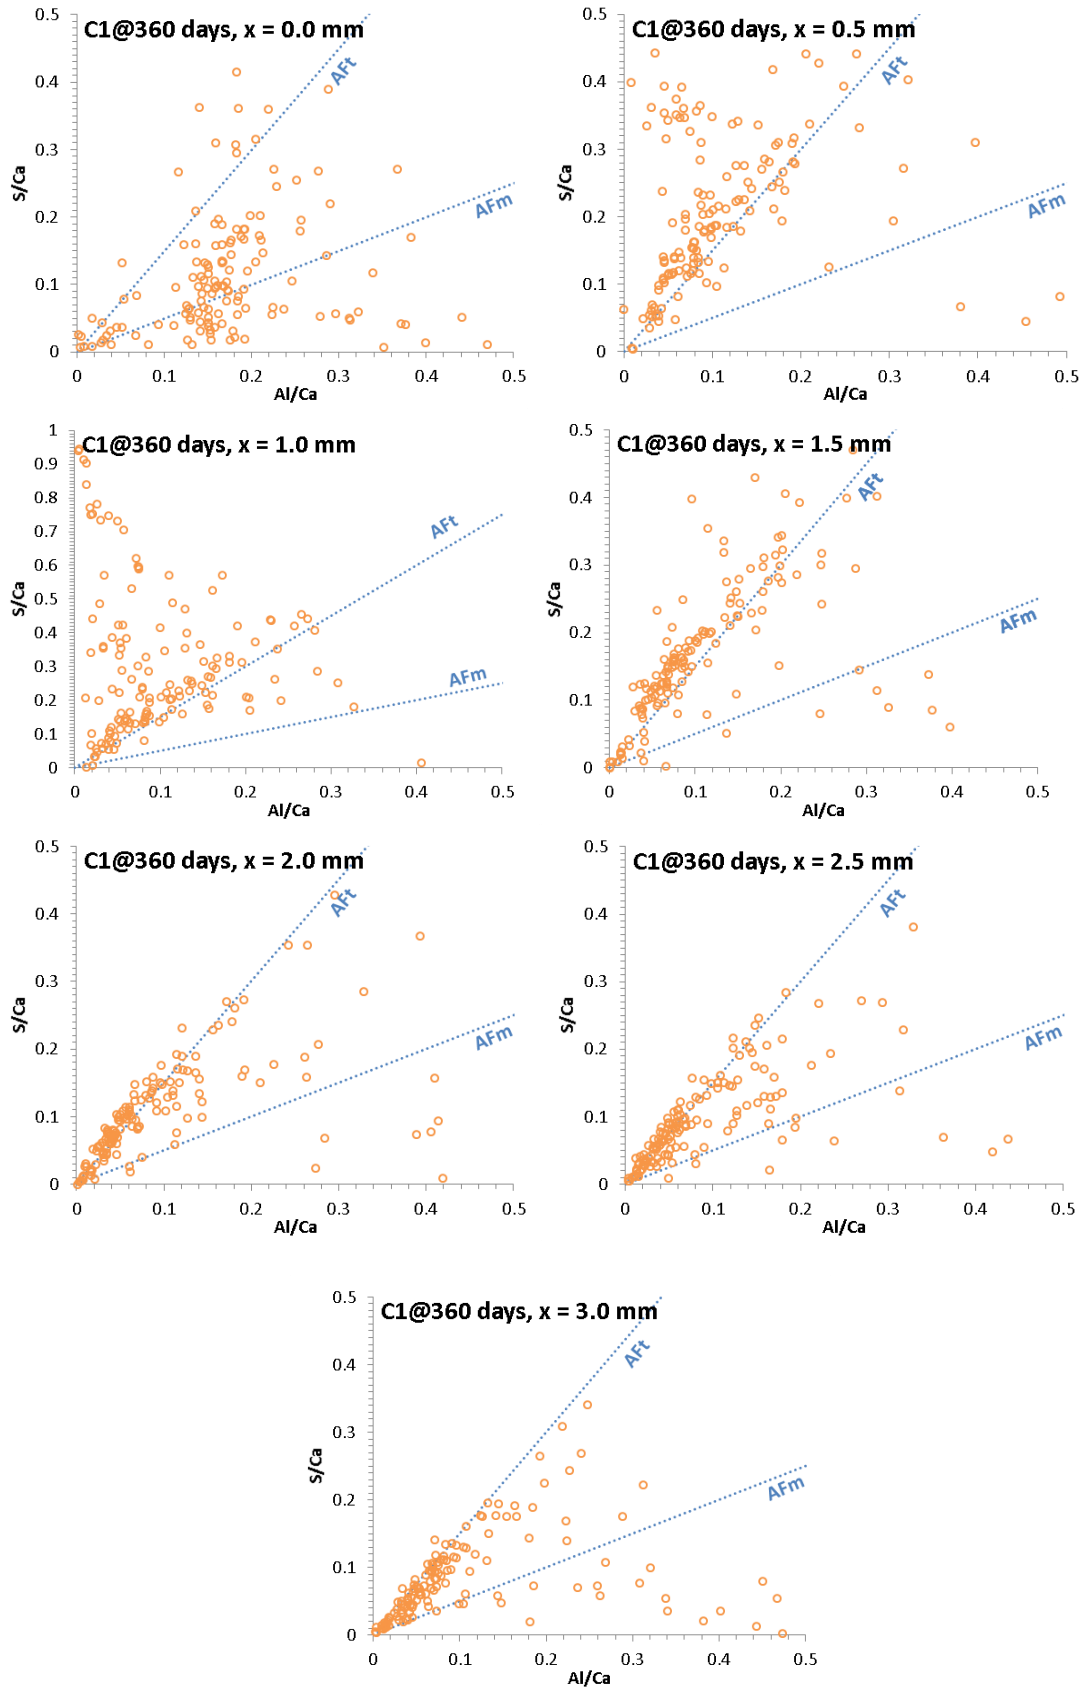 C1@360 days, x = 0.0 mm
0.5
0.4
0.3
0.2
0.1
0
S/Ca
AFt
AFm
0 0.1 0.2 0.3 0.4 0.5
Al/Ca
C1@360 days, x = 0.5 mm
0.5
0.4
0.3
0.2
0.1
0
S/Ca
AFt
AFm
0 0.1 0.2 0.3 0.4 0.5
Al/Ca
C1@360 days, x = 1.0 mm
1
0.9
0.8
0.7
0.6
0.5
0.4
0.3
0.2
0.1
0
S/Ca
AFt
AFm
0 0.1 0.2 0.3 0.4 0.5
Al/Ca
C1@360 days, x = 1.5 mm
0.5
0.4
0.3
0.2
0.1
0
S/Ca
AFt
AFm
0 0.1 0.2 0.3 0.4 0.5
Al/Ca
C1@360 days, x = 2.0 mm
0.5
0.4
0.3
0.2
0.1
0
S/Ca
AFt
AFm
0 0.1 0.2 0.3 0.4 0.5
Al/Ca
C1@360 days, x = 2.5 mm
0.5
0.4
0.3
0.2
0.1
0
S/Ca
AFt
AFm
0 0.1 0.2 0.3 0.4 0.5
Al/Ca
C1@360 days, x = 3.0 mm
0.5
0.4
0.3
0.2
0.1
0
S/Ca
AFt
AFm
0 0.1 0.2 0.3 0.4 0.5
Al/Ca